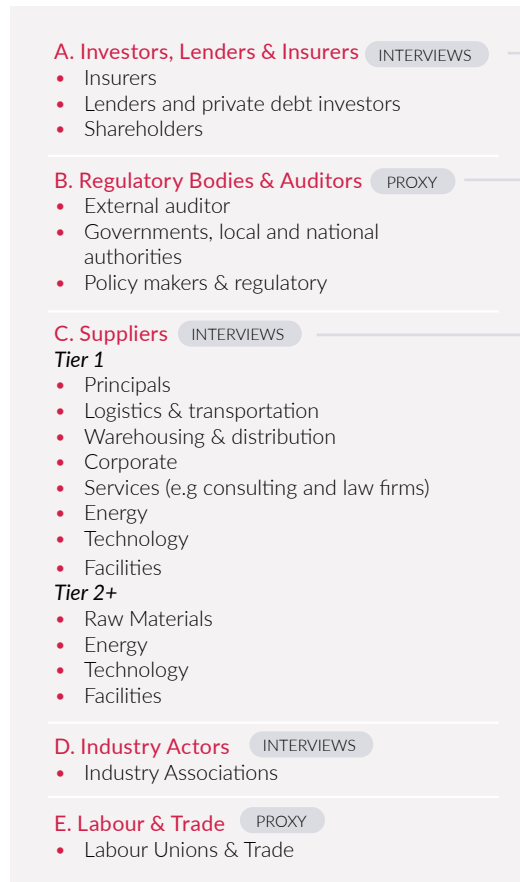 A. Investors, Lenders & Insurers INTERVIEWS
• Insurers
• Lenders and private debt investors
• Shareholders
B. Regulatory Bodies & Auditors PROXY
• External auditor
• Governments, local and national
authorities
• Policy makers & regulatory
C. Suppliers INTERVIEWS
Tier 1
• Principals
• Logistics & transportation
• Warehousing & distribution
• Corporate
• Services (e.g consulting and law firms)
• Energy
• Technology
• Facilities
Tier 2+
• Raw Materials
• Energy
• Technology
• Facilities
D. Industry Actors INTERVIEWS
• Industry Associations
E. Labour & Trade PROXY
• Labour Unions & Trade